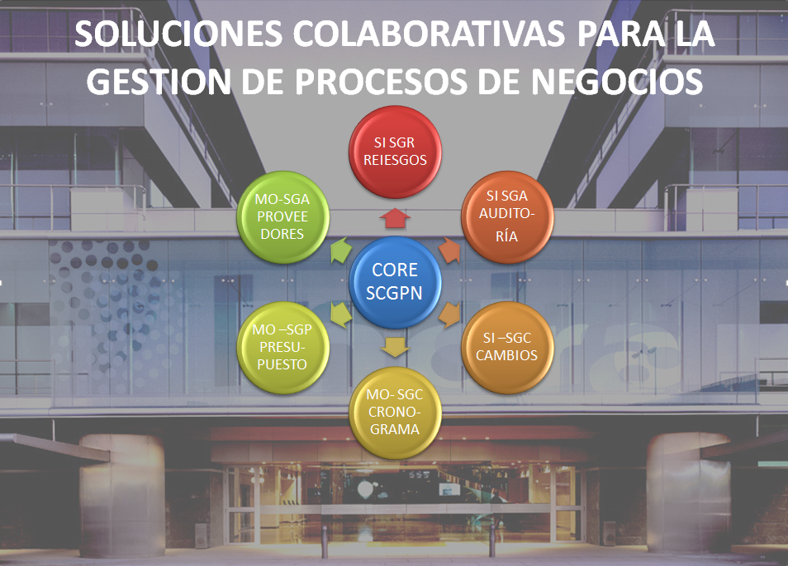 SOLUCIONES COLABORATIVAS PARA LA
GESTION DE PROCESOS DE NEGOCIOS
SI SGR
REIESGOS
MO-SGA
PROVEE
DORES
SI SGA
AUDITO-
RÍA
CORE
SCGPN
MO –SGP
PRESU-
PUESTO
SI –SGC
CAMBIOS
MO- SGC
CRONO-
GRAMA